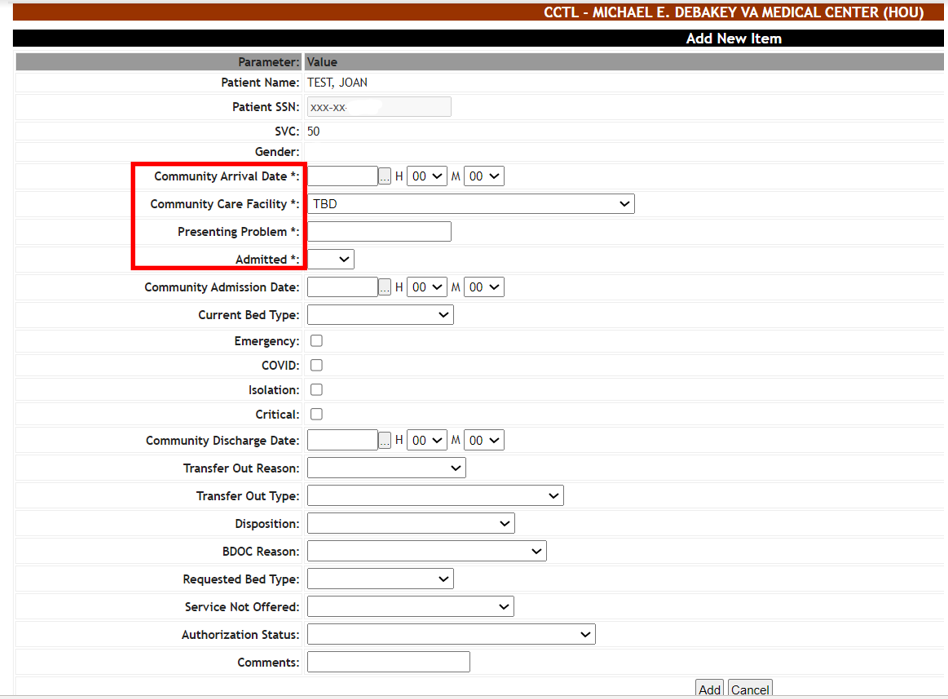 CCTL - MICHAEL E. DEBAKEY VA MEDICAL CENTER (HOU)
Add New Item
Parameter: Value
Patient Name: TEST, JOAN
Patient SSN: xxx-xx-
SVC: 50
Gender:
Community Arrival Date *: ... H 00 M 00
Community Care Facility *: TBD
Presenting Problem *:
Admitted *:
Community Admission Date: ... H 00 M 00
Current Bed Type:
Emergency:
COVID:
Isolation:
Critical:
Community Discharge Date: ... H 00 M 00
Transfer Out Reason:
Transfer Out Type:
Disposition:
BDOC Reason:
Requested Bed Type:
Service Not Offered:
Authorization Status:
Comments:
Add Cancel